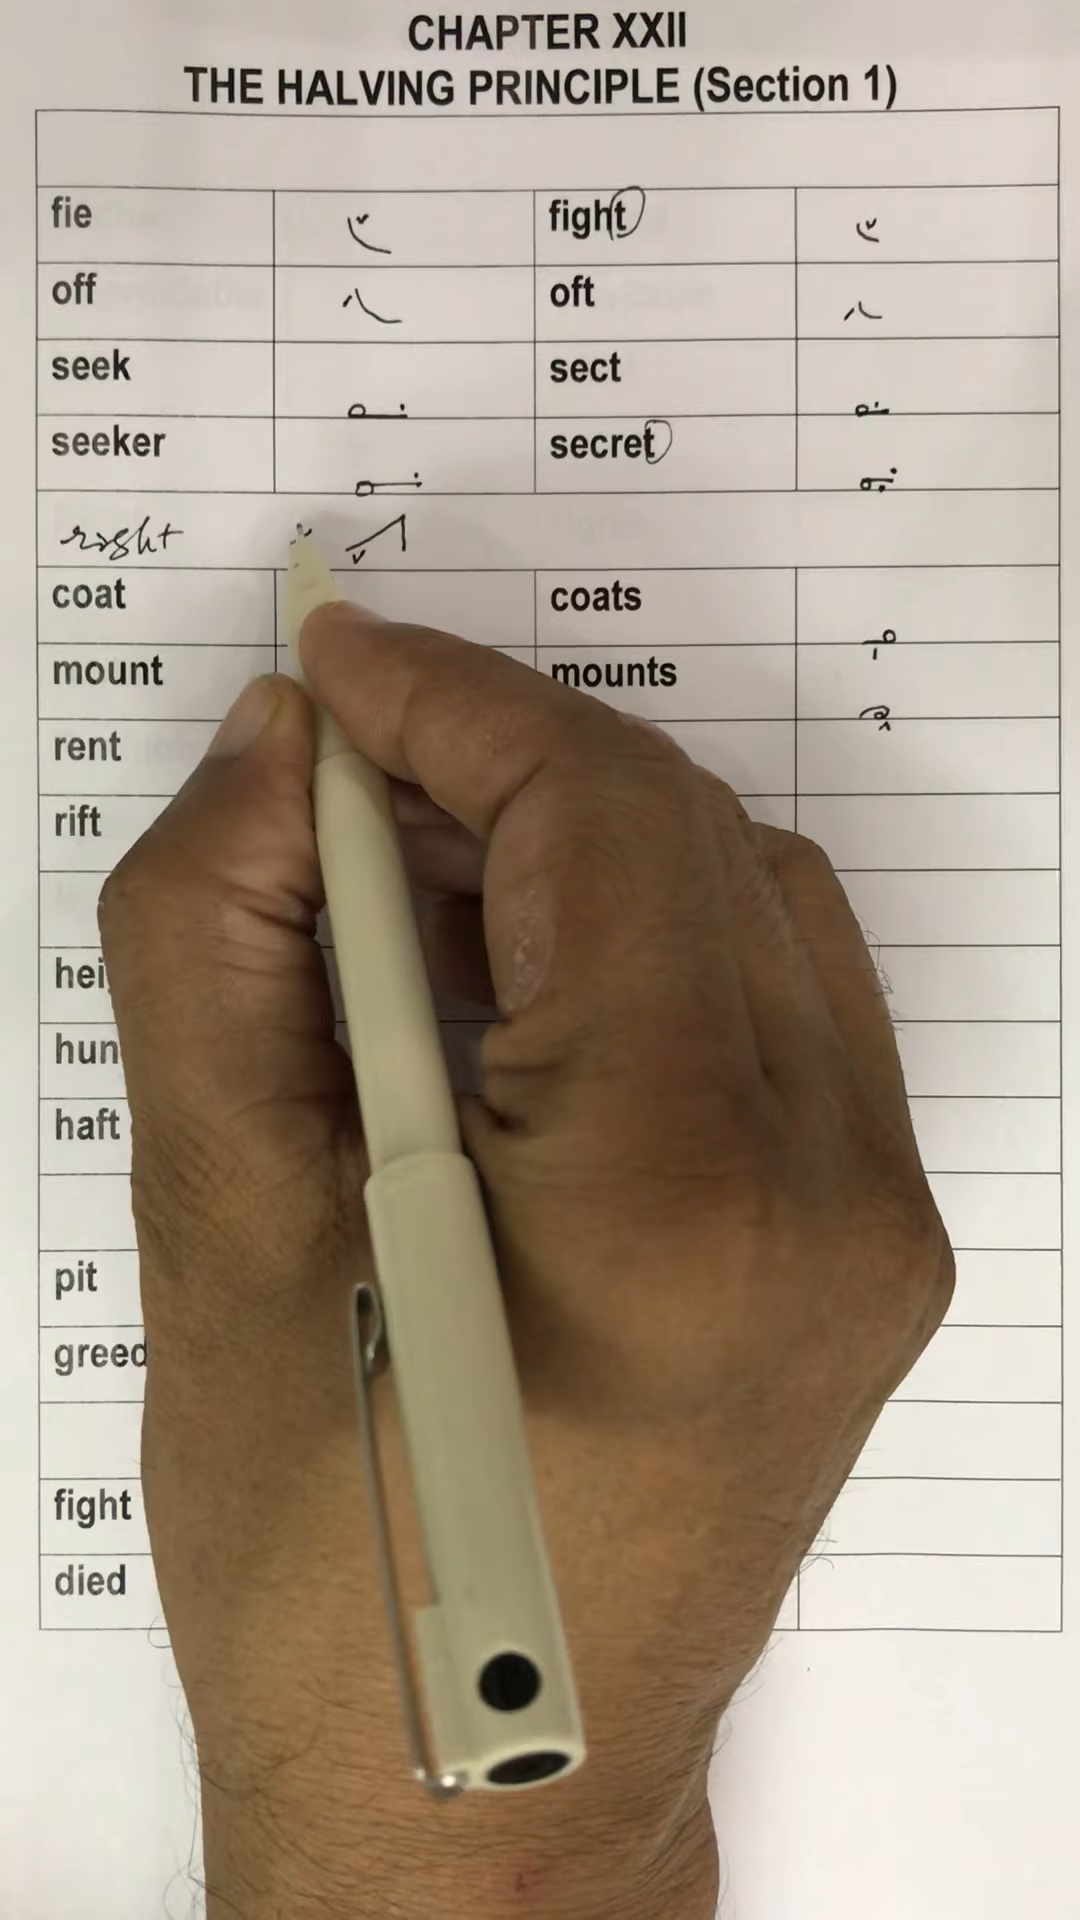 CHAPTER XXII
THE HALVING PRINCIPLE (Section 1)
fie fight
off oft
seek sect
seeker secret
right
coat coats
mount mounts
rent
rift
hei
hun
haft
pit
greed
fight
died